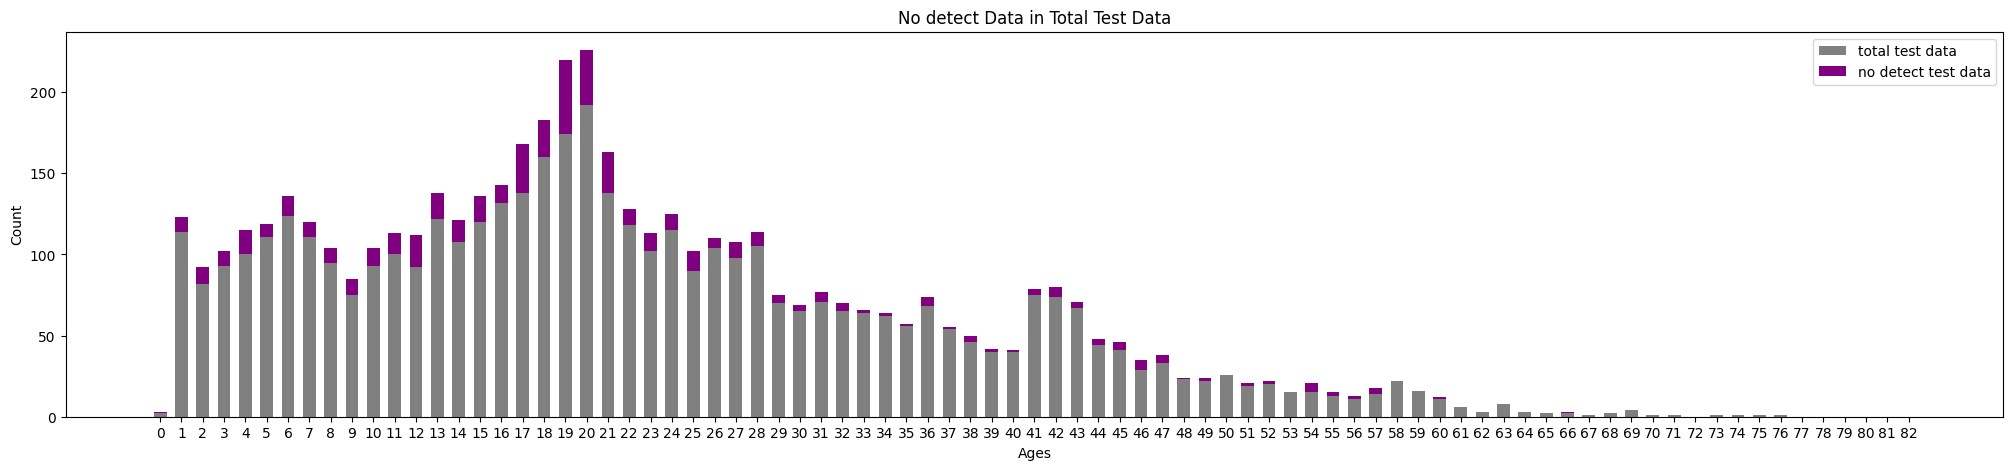 No detect Data in Total Test Data
total test data
no detect test data
Count
200
150
100
50
0
0 1 2 3 4 5 6 7 8 9 10 11 12 13 14 15 16 17 18 19 20 21 22 23 24 25 26 27 28 29 30 31 32 33 34 35 36 37 38 39 40 41 42 43 44 45 46 47 48 49 50 51 52 53 54 55 56 57 58 59 60 61 62 63 64 65 66 67 68 69 70 71 72 73 74 75 76 77 78 79 80 81 82
Ages